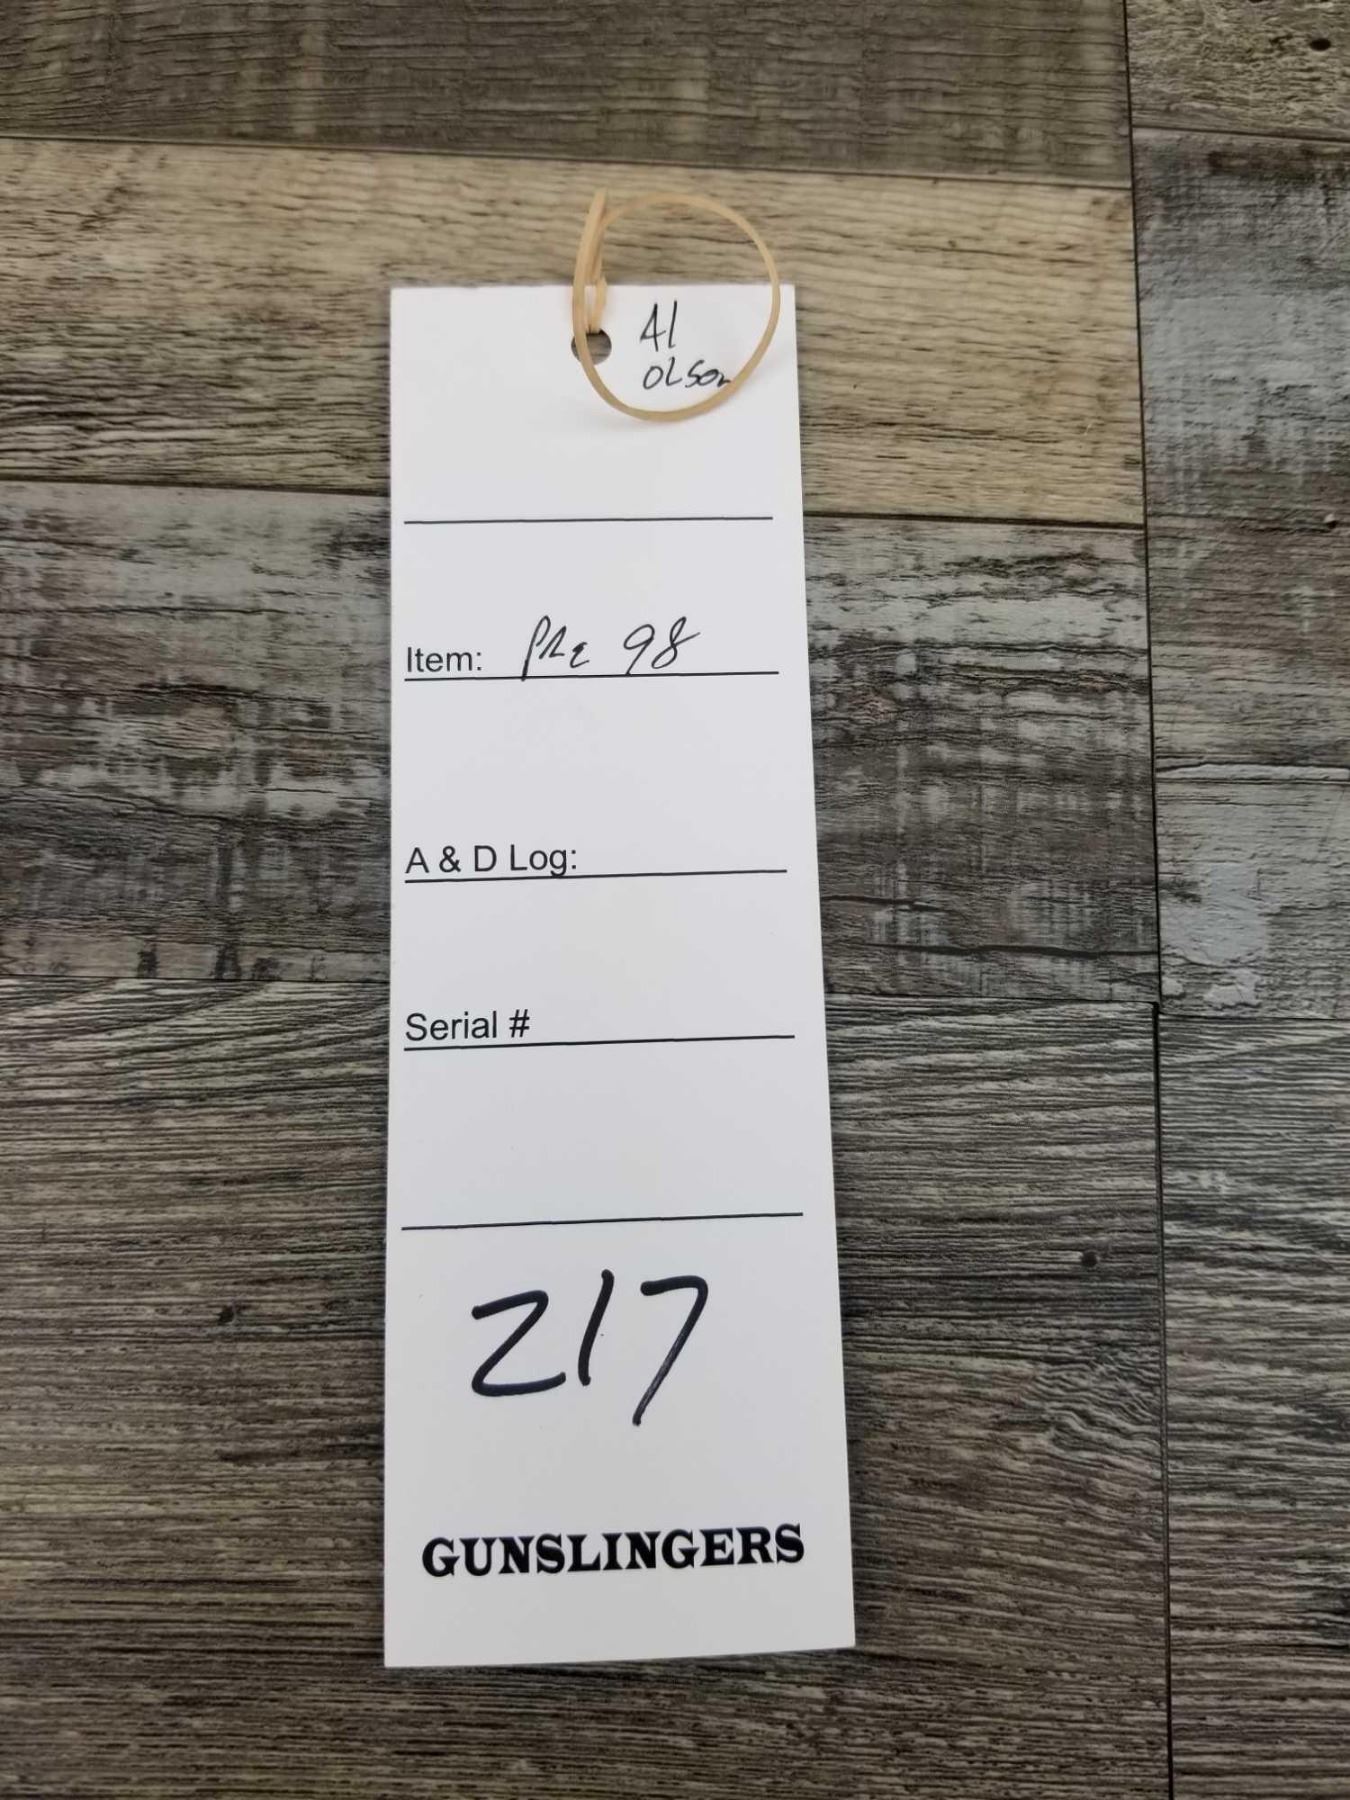 41
OLSON
Item: PRE 98
A & D Log:
Serial #
217
GUNSLINGERS